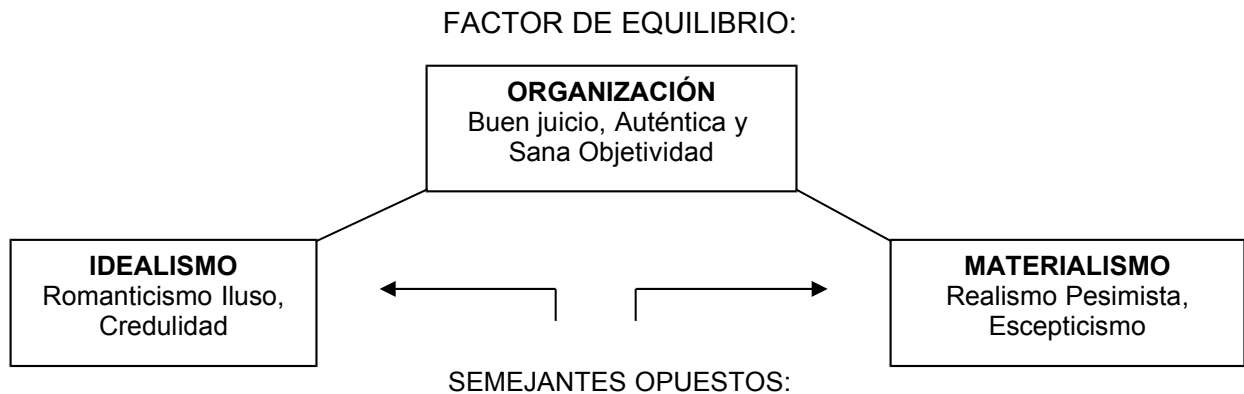 FACTOR DE EQUILIBRIO:
ORGANIZACIÓN
Buen juicio, Auténtica y
Sana Objetividad
IDEALISMO
Romanticismo Iluso,
Credulidad
MATERIALISMO
Realismo Pesimista,
Escepticismo
SEMEJANTES OPUESTOS: